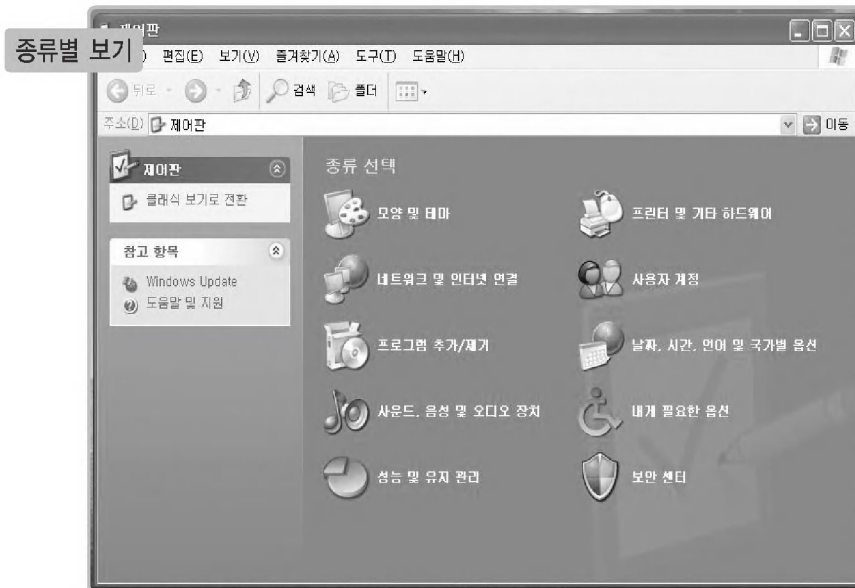 종류별 보기
제어판
편집(E) 보기(V) 즐겨찾기(A) 도구(T) 도움말(H)
뒤로 검색 폴더
주소(D) 제어판 이동
제어판
클래식 보기로 전환
참고 항목
Windows Update
도움말 및 지원
종류 선택
모양 및 테마
프린터 및 기타 하드웨어
네트워크 및 인터넷 연결
사용자 계정
프로그램 추가/제거
날짜, 시간, 언어 및 국가별 옵션
사운드, 음성 및 오디오 장치
내게 필요한 옵션
성능 및 유지 관리
보안 센터